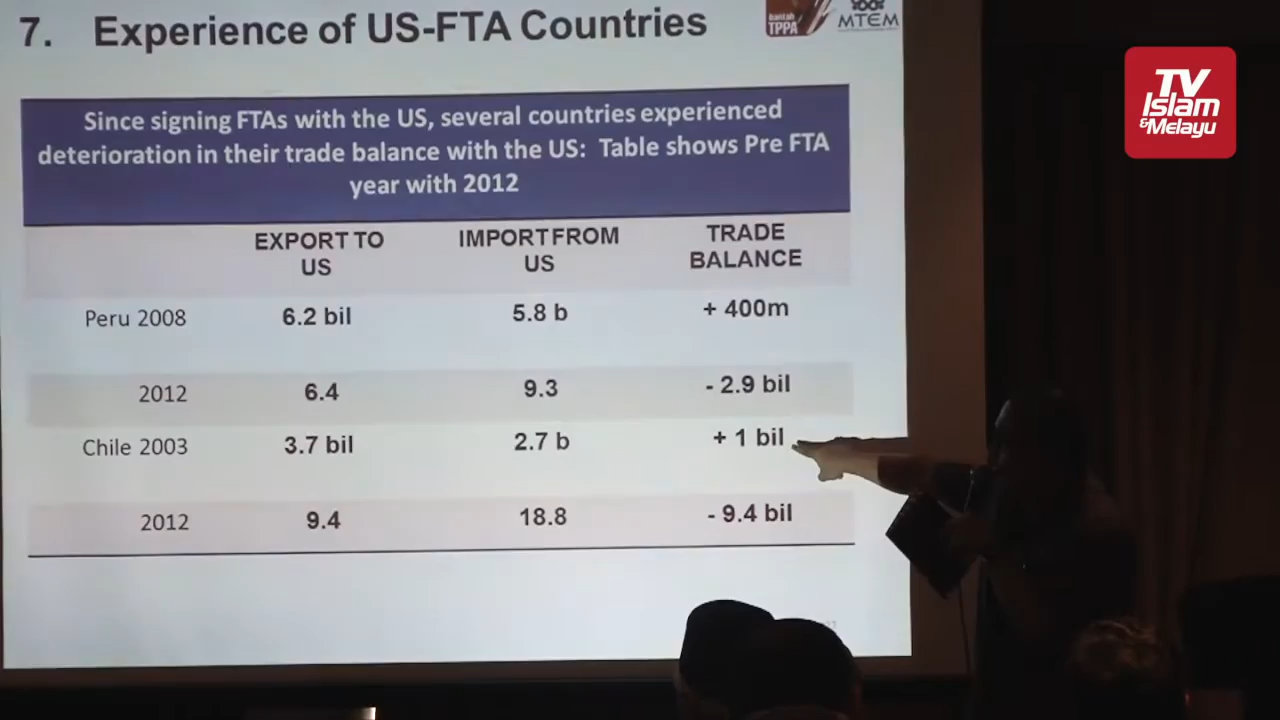 7. Experience of US-FTA Countries
bantah
TPPA
MTEM
TV
Islam
&Melayu
Since signing FTAs with the US, several countries experienced
deterioration in their trade balance with the US: Table shows Pre FTA
year with 2012
EXPORT TO
US
IMPORT FROM
US
TRADE
BALANCE
Peru 2008 6.2 bil 5.8 b + 400m
2012 6.4 9.3 - 2.9 bil
Chile 2003 3.7 bil 2.7 b + 1 bil
2012 9.4 18.8 - 9.4 bil